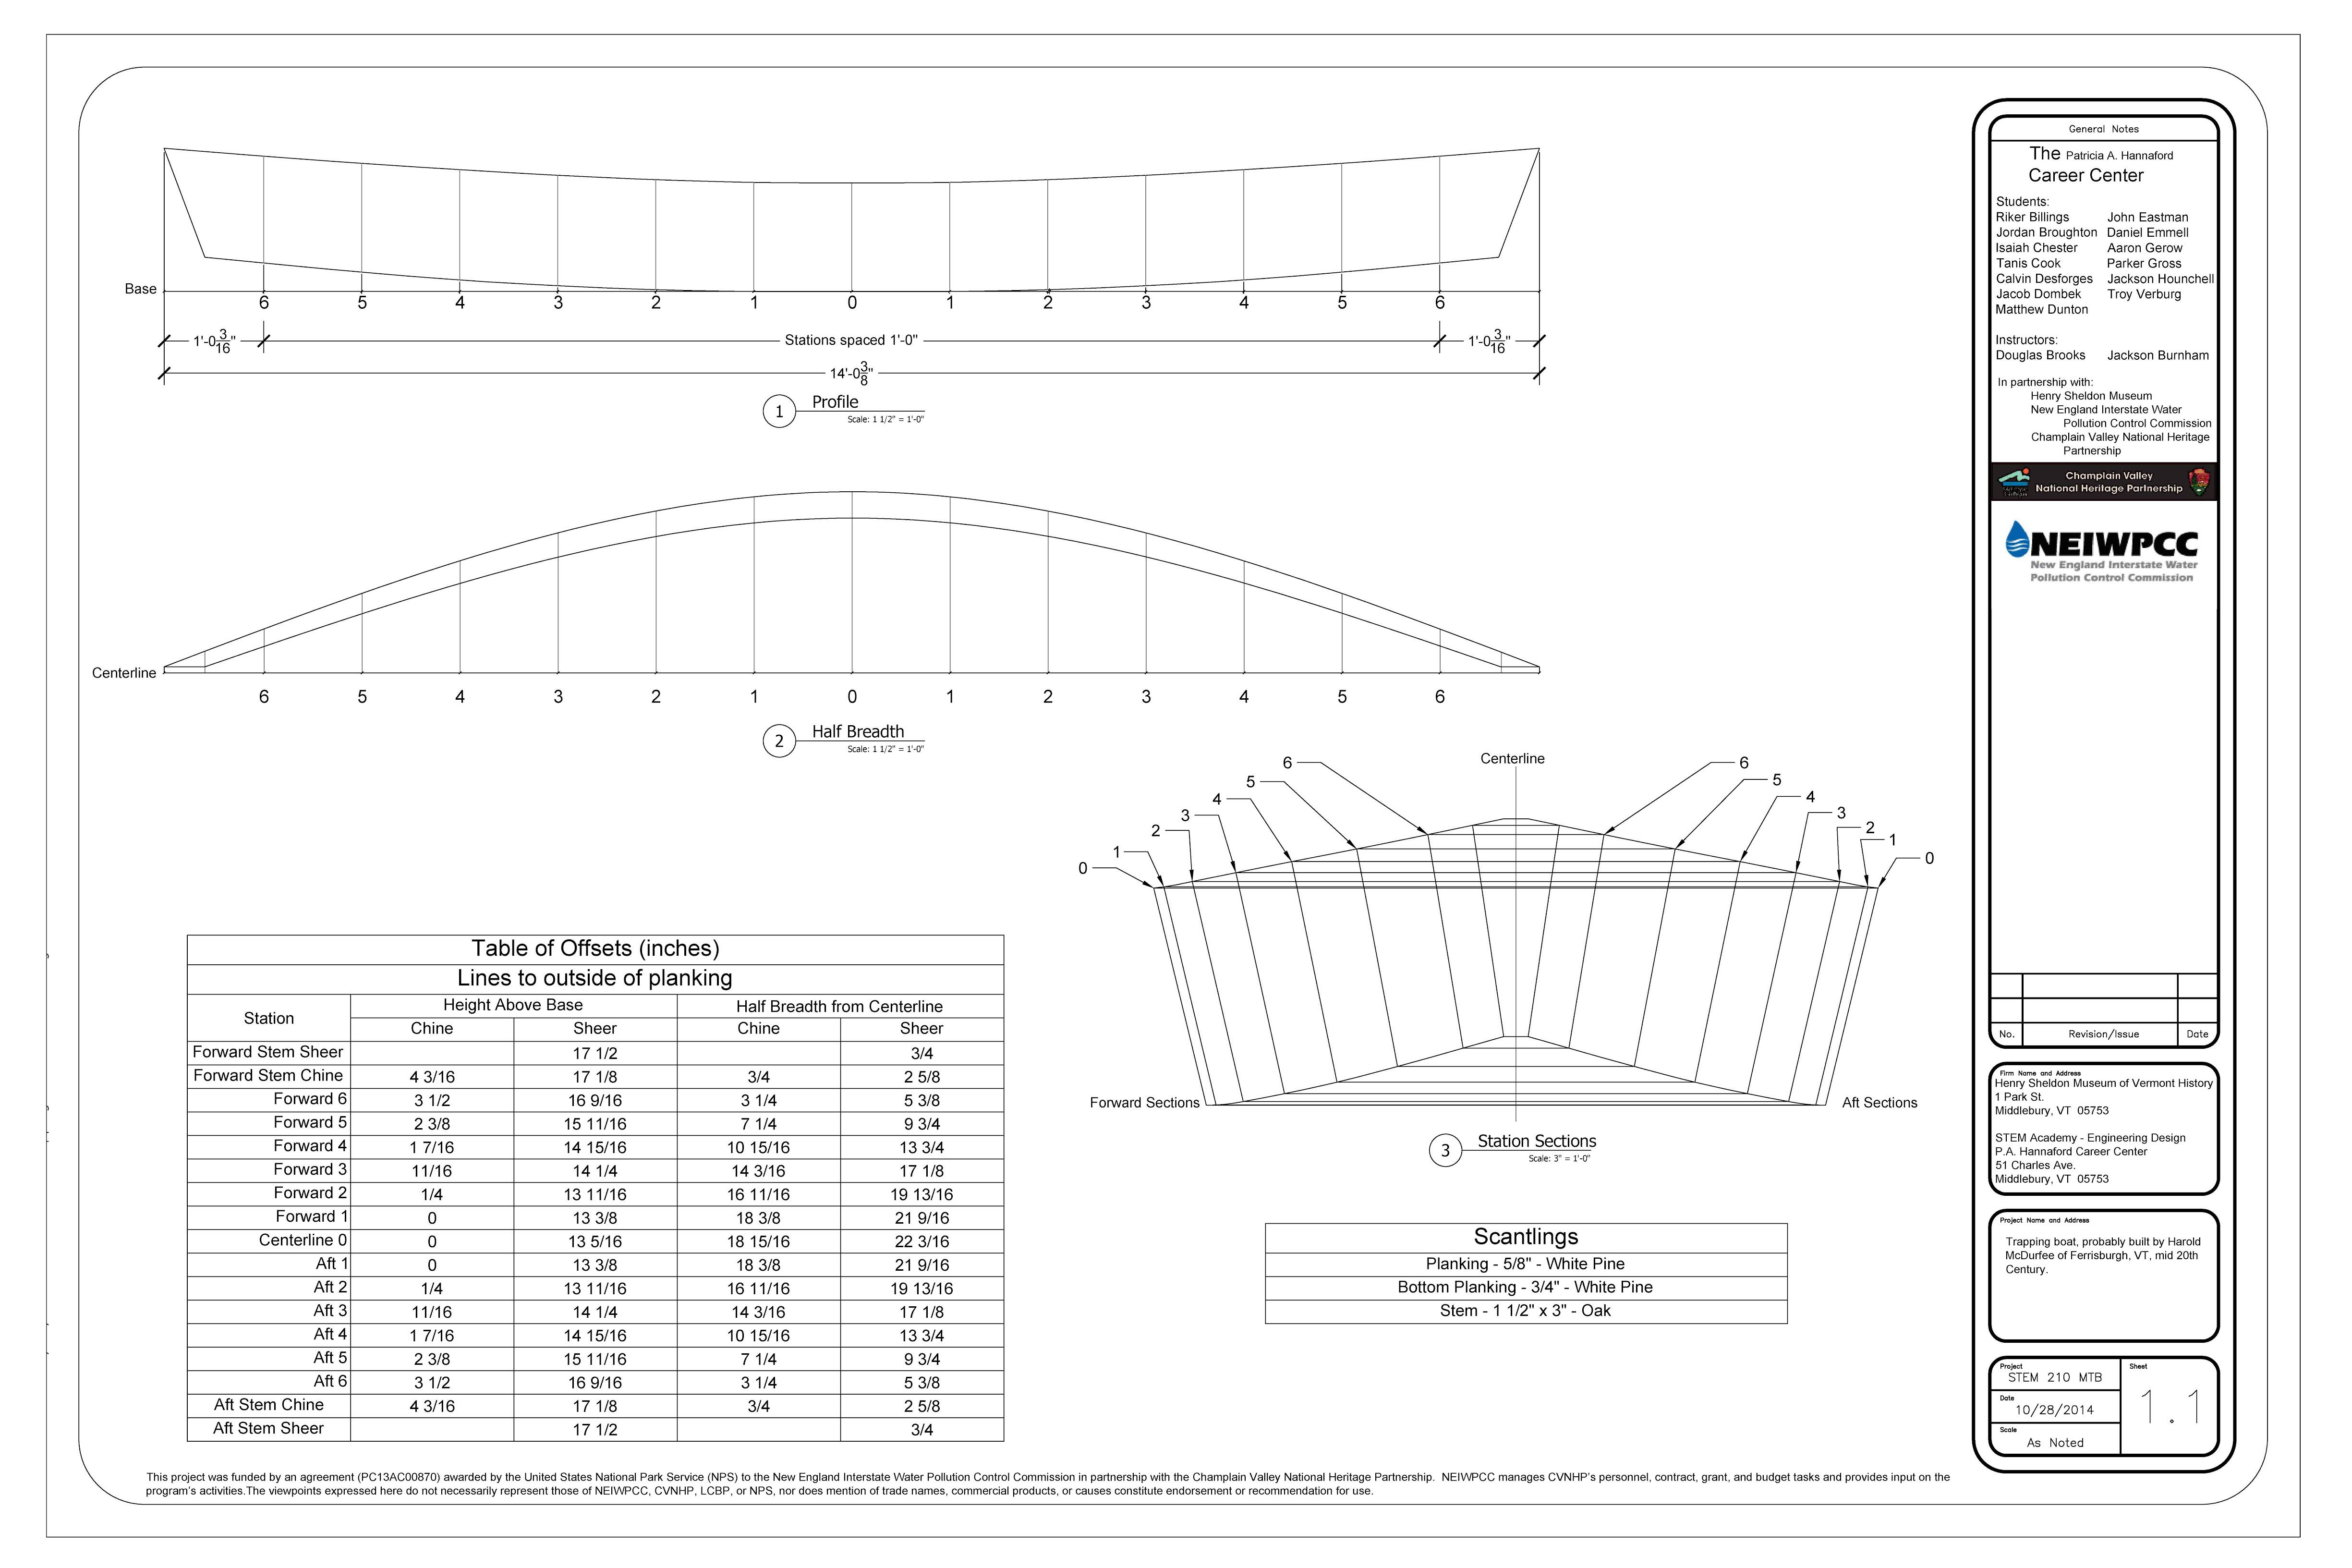 Base
6 5 4 3 2 1 0 1 2 3 4 5 6
1'-0 3/16"
Stations spaced 1'-0"
1'-0 3/16"
14'-0 3/8"
1
Profile
Scale: 1 1/2" = 1'-0"
Centerline
6 5 4 3 2 1 0 1 2 3 4 5 6
2
Half Breadth
Scale: 1 1/2" = 1'-0"
Centerline
6
5
4
3
2
1
0
6
5
4
3
2
1
0
Forward Sections
Aft Sections
3
Station Sections
Scale: 3" = 1'-0"
Table of Offsets (inches)
Lines to outside of planking
Station
Height Above Base
Half Breadth from Centerline
Chine Sheer Chine Sheer
Forward Stem Sheer 17 1/2 3/4
Forward Stem Chine 4 3/16 17 1/8 3/4 2 5/8
Forward 6 3 1/2 16 9/16 3 1/4 5 3/8
Forward 5 2 3/8 15 11/16 7 1/4 9 3/4
Forward 4 1 7/16 14 15/16 10 15/16 13 3/4
Forward 3 11/16 14 1/4 14 3/16 17 1/8
Forward 2 1/4 13 11/16 16 11/16 19 13/16
Forward 1 0 13 3/8 18 3/8 21 9/16
Centerline 0 0 13 5/16 18 15/16 22 3/16
Aft 1 0 13 3/8 18 3/8 21 9/16
Aft 2 1/4 13 11/16 16 11/16 19 13/16
Aft 3 11/16 14 1/4 14 3/16 17 1/8
Aft 4 1 7/16 14 15/16 10 15/16 13 3/4
Aft 5 2 3/8 15 11/16 7 1/4 9 3/4
Aft 6 3 1/2 16 9/16 3 1/4 5 3/8
Aft Stem Chine 4 3/16 17 1/8 3/4 2 5/8
Aft Stem Sheer 17 1/2 3/4
Scantlings
Planking - 5/8" - White Pine
Bottom Planking - 3/4" - White Pine
Stem - 1 1/2" x 3" - Oak
This project was funded by an agreement (PC13AC00870) awarded by the United States National Park Service (NPS) to the New England Interstate Water Pollution Control Commission in partnership with the Champlain Valley National Heritage Partnership. NEIWPCC manages CVNHP's personnel, contract, grant, and budget tasks and provides input on the
program's activities.The viewpoints expressed here do not necessarily represent those of NEIWPCC, CVNHP, LCBP, or NPS, nor does mention of trade names, commercial products, or causes constitute endorsement or recommendation for use.
General Notes
The Patricia A. Hannaford
Career Center
Students:
Riker Billings John Eastman
Jordan Broughton Daniel Emmell
Isaiah Chester Aaron Gerow
Tanis Cook Parker Gross
Calvin Desforges Jackson Hounchell
Jacob Dombek Troy Verburg
Matthew Dunton
Instructors:
Douglas Brooks Jackson Burnham
In partnership with:
Henry Sheldon Museum
New England Interstate Water
Pollution Control Commission
Champlain Valley National Heritage
Partnership
Champlain Valley
National Heritage Partnership
NEIWPCC
New England Interstate Water
Pollution Control Commission
No. Revision/Issue Date
Firm Name and Address
Henry Sheldon Museum of Vermont History
1 Park St.
Middlebury, VT 05753
STEM Academy - Engineering Design
P.A. Hannaford Career Center
51 Charles Ave.
Middlebury, VT 05753
Project Name and Address
Trapping boat, probably built by Harold
McDurfee of Ferrisburgh, VT, mid 20th
Century.
Project
STEM 210 MTB
Date
10/28/2014
Scale
As Noted
Sheet
1.1